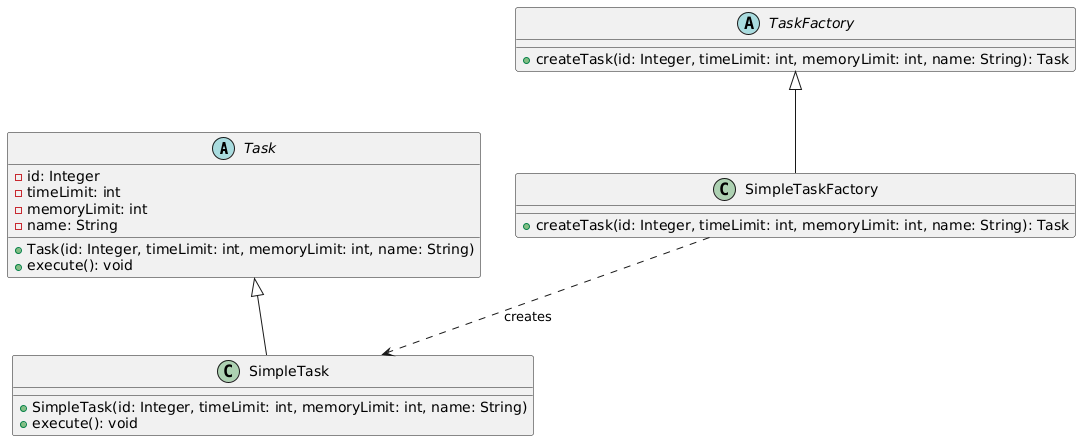 A TaskFactory
createTask(id: Integer, timeLimit: int, memoryLimit: int, name: String): Task
A Task
id: Integer
timeLimit: int
memoryLimit: int
name: String
Task(id: Integer, timeLimit: int, memoryLimit: int, name: String)
execute(): void
C SimpleTaskFactory
createTask(id: Integer, timeLimit: int, memoryLimit: int, name: String): Task
creates
C SimpleTask
SimpleTask(id: Integer, timeLimit: int, memoryLimit: int, name: String)
execute(): void